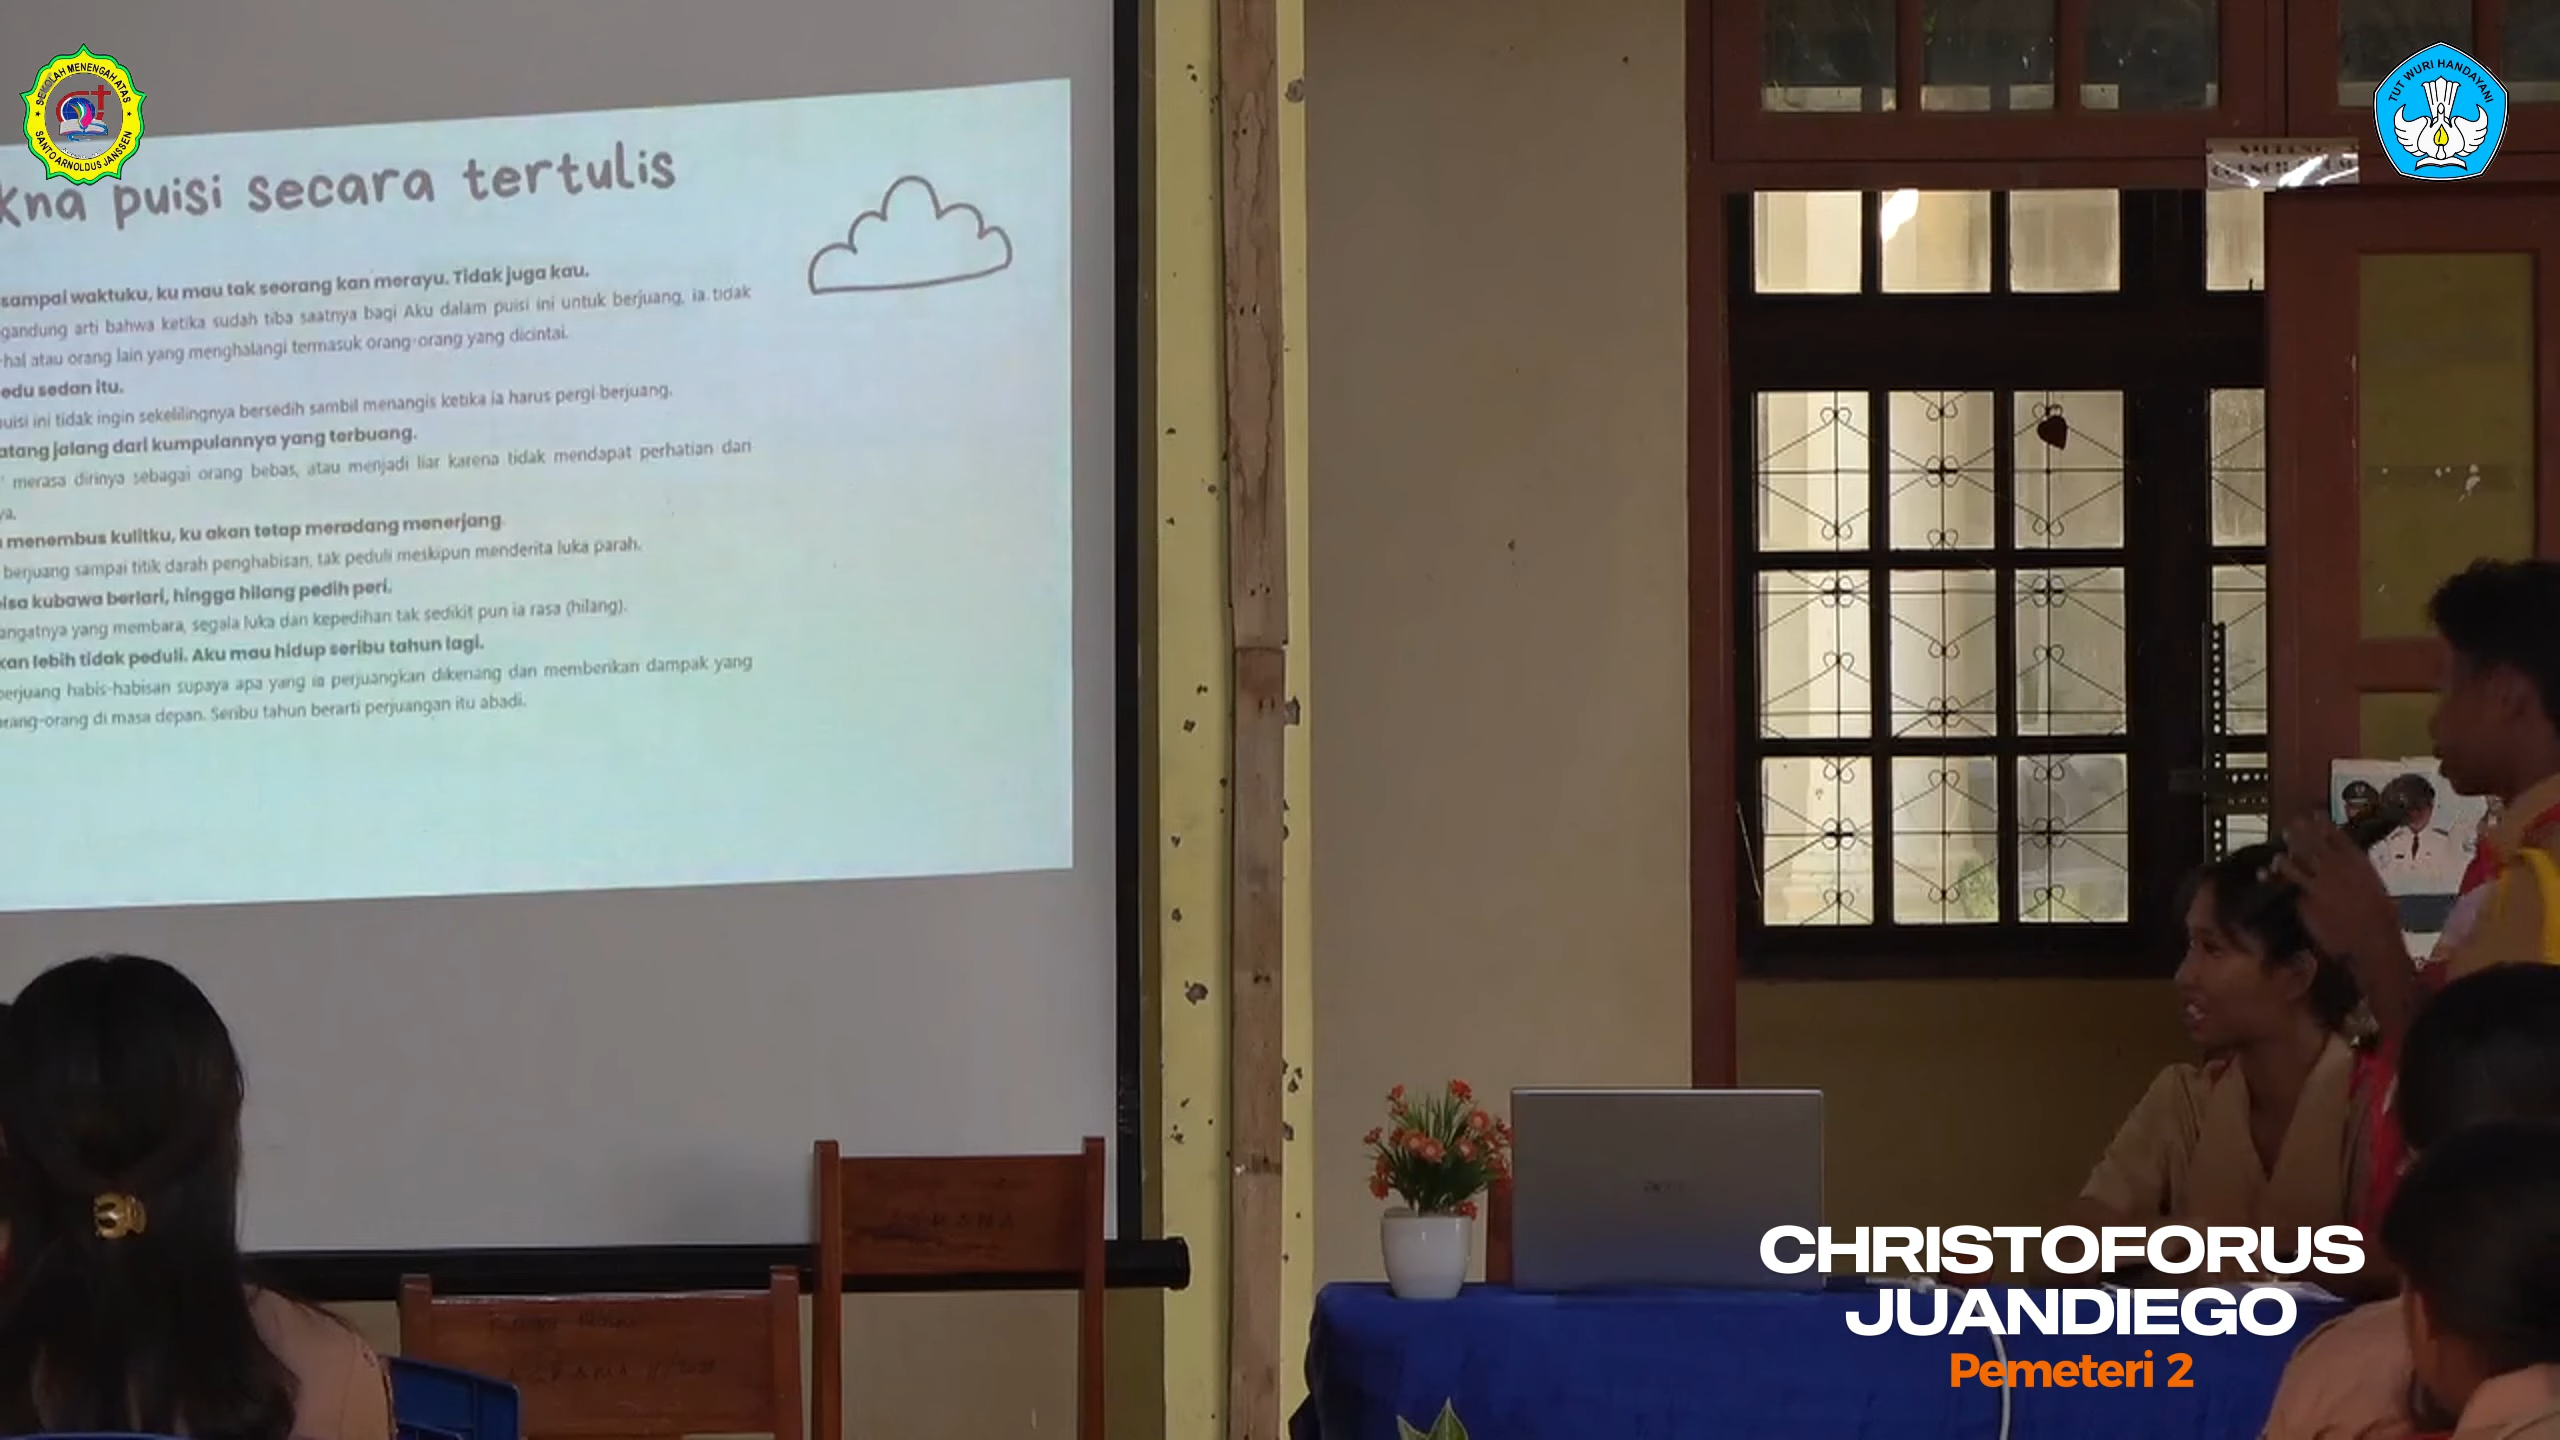 SEKOLAH MENENGAH ATAS
SANTO ARNOLDUS JANSSEN
TUT WURI HANDAYANI
kna puisi secara tertulis
sampai waktuku, ku mau tak seorang kan merayu. Tidak juga kau.
gandung arti bahwa ketika sudah tiba saatnya bagi Aku dalam puisi ini untuk berjuang, ia tidak
-hal atau orang lain yang menghalangi termasuk orang-orang yang dicintai.
edu sedan itu.
puisi ini tidak ingin sekelilingnya bersedih sambil menangis ketika ia harus pergi berjuang.
atang jalang dari kumpulannya yang terbuang.
merasa dirinya sebagai orang bebas, atau menjadi liar karena tidak mendapat perhatian dari
ya.
menembus kulitku, ku akan tetap meradang menerjang.
berjuang sampai titik darah penghabisan, tak peduli meskipun menderita luka parah.
isa kubawa berlari, hingga hilang pedih peri.
angatnya yang membara, segala luka dan kepedihan tak sedikit pun ia rasa (hilang).
kan lebih tidak peduli. Aku mau hidup seribu tahun lagi.
berjuang habis-habisan supaya apa yang ia perjuangkan dikenang dan memberikan dampak yang
orang-orang di masa depan. Seribu tahun berarti perjuangan itu abadi.
acer
CHRISTOFORUS
JUANDIEGO
Pemeteri 2